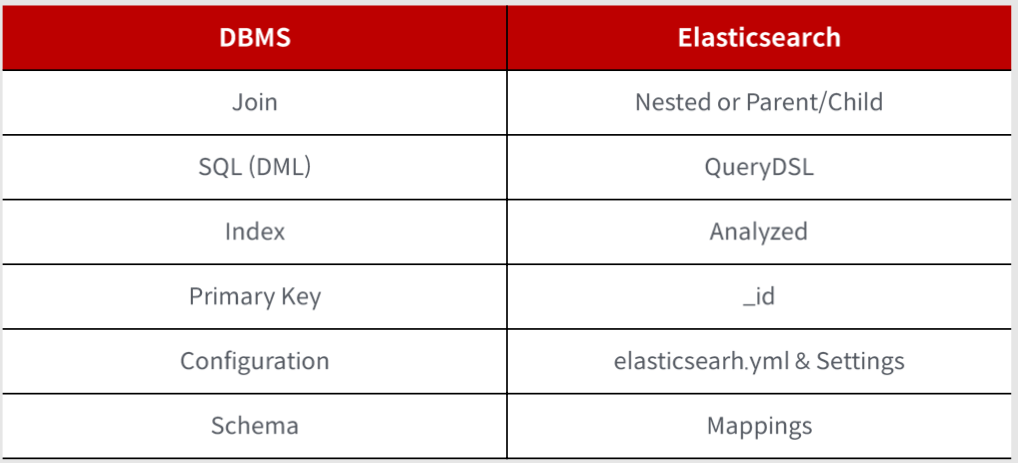 DBMS Elasticsearch
Join Nested or Parent/Child
SQL (DML) QueryDSL
Index Analyzed
Primary Key _id
Configuration elasticsearh.yml & Settings
Schema Mappings